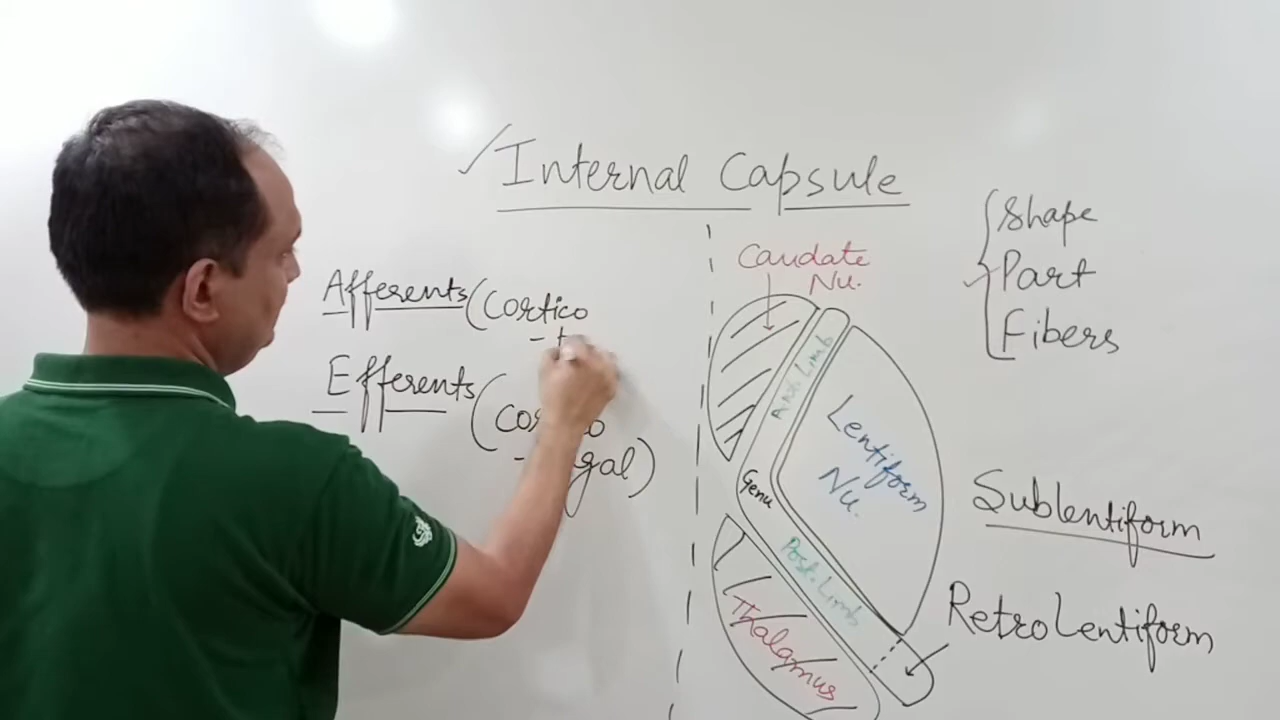 Internal Capsule
Shape
Part
Fibers
Caudate
Nu.
Afferents (Cortico
- t
Efferents (
gal)
Ant. Limb
Genu
Post. Limb
Lentiform
Nu.
Thalamus
Sublentiform
RetroLentiform